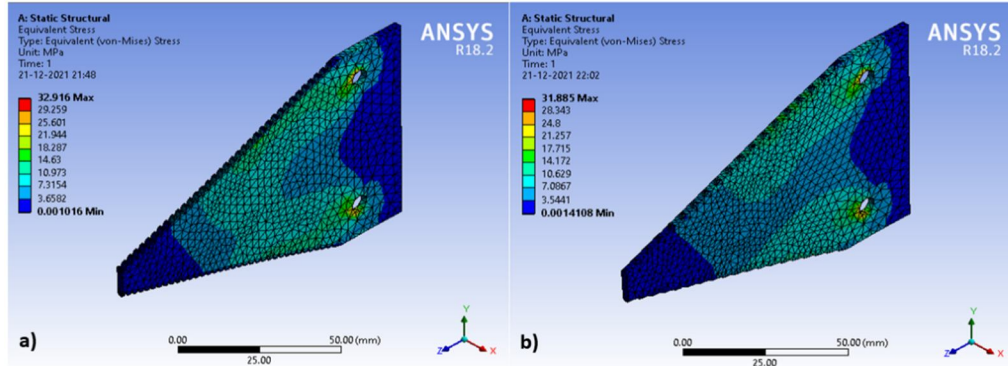 A: Static Structural
Equivalent Stress
Type: Equivalent (von-Mises) Stress
Unit: MPa
Time: 1
21-12-2021 21:48
ANSYS
R18.2
32.916 Max
29.259
25.601
21.944
18.287
14.63
10.973
7.3154
3.6582
0.001016 Min
Y
Z
X
0.00
50.00 (mm)
25.00
a)
A: Static Structural
Equivalent Stress
Type: Equivalent (von-Mises) Stress
Unit: MPa
Time: 1
21-12-2021 22:02
ANSYS
R18.2
31.885 Max
28.343
24.8
21.257
17.715
14.172
10.629
7.0867
3.5441
0.0014108 Min
Y
Z
X
0.00
50.00 (mm)
25.00
b)